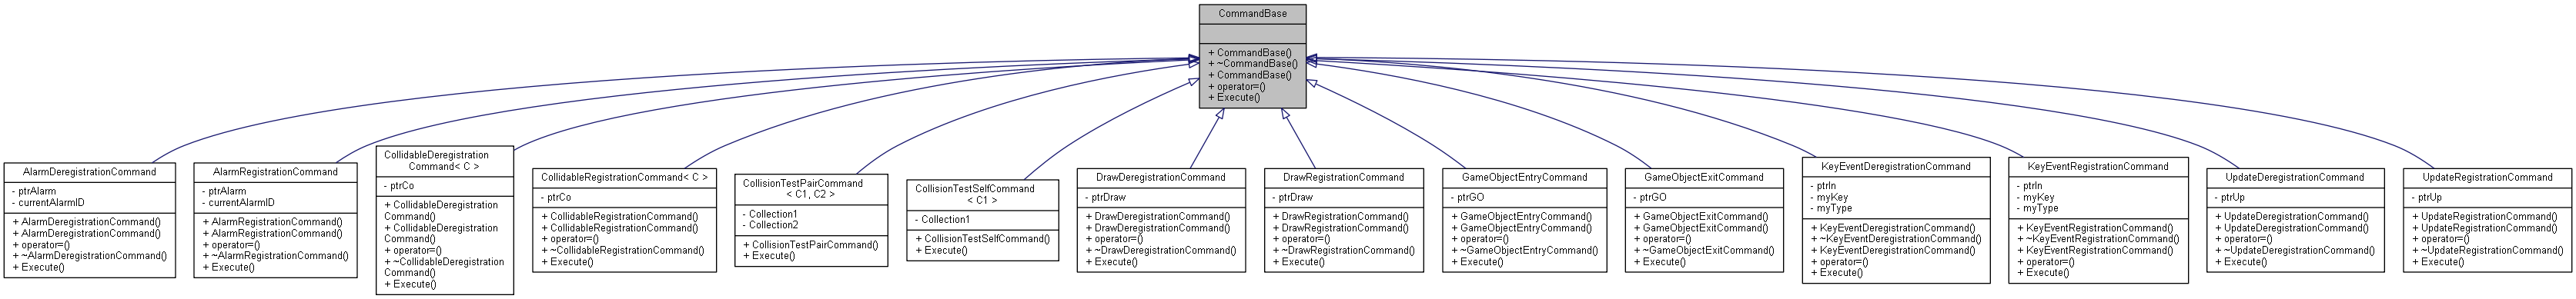 CommandBase
+ CommandBase()
+ ~CommandBase()
+ CommandBase()
+ operator=()
+ Execute()
AlarmDeregistrationCommand
- ptrAlarm
- currentAlarmID
+ AlarmDeregistrationCommand()
+ AlarmDeregistrationCommand()
+ operator=()
+ ~AlarmDeregistrationCommand()
+ Execute()
AlarmRegistrationCommand
- ptrAlarm
- currentAlarmID
+ AlarmRegistrationCommand()
+ AlarmRegistrationCommand()
+ operator=()
+ ~AlarmRegistrationCommand()
+ Execute()
CollidableDeregistration
Command< C >
- ptrCo
+ CollidableDeregistration
Command()
+ CollidableDeregistration
Command()
+ operator=()
+ ~CollidableDeregistration
Command()
+ Execute()
CollidableRegistrationCommand< C >
- ptrCo
+ CollidableRegistrationCommand()
+ CollidableRegistrationCommand()
+ operator=()
+ ~CollidableRegistrationCommand()
+ Execute()
CollisionTestPairCommand
< C1, C2 >
- Collection1
- Collection2
+ CollisionTestPairCommand()
+ Execute()
CollisionTestSelfCommand
< C1 >
- Collection1
+ CollisionTestSelfCommand()
+ Execute()
DrawDeregistrationCommand
- ptrDraw
+ DrawDeregistrationCommand()
+ DrawDeregistrationCommand()
+ operator=()
+ ~DrawDeregistrationCommand()
+ Execute()
DrawRegistrationCommand
- ptrDraw
+ DrawRegistrationCommand()
+ DrawRegistrationCommand()
+ operator=()
+ ~DrawRegistrationCommand()
+ Execute()
GameObjectEntryCommand
- ptrGO
+ GameObjectEntryCommand()
+ GameObjectEntryCommand()
+ operator=()
+ ~GameObjectEntryCommand()
+ Execute()
GameObjectExitCommand
- ptrGO
+ GameObjectExitCommand()
+ GameObjectExitCommand()
+ operator=()
+ ~GameObjectExitCommand()
+ Execute()
KeyEventDeregistrationCommand
- ptrIn
- myKey
- myType
+ KeyEventDeregistrationCommand()
+ ~KeyEventDeregistrationCommand()
+ KeyEventDeregistrationCommand()
+ operator=()
+ Execute()
KeyEventRegistrationCommand
- ptrIn
- myKey
- myType
+ KeyEventRegistrationCommand()
+ ~KeyEventRegistrationCommand()
+ KeyEventRegistrationCommand()
+ operator=()
+ Execute()
UpdateDeregistrationCommand
- ptrUp
+ UpdateDeregistrationCommand()
+ UpdateDeregistrationCommand()
+ operator=()
+ ~UpdateDeregistrationCommand()
+ Execute()
UpdateRegistrationCommand
- ptrUp
+ UpdateRegistrationCommand()
+ UpdateRegistrationCommand()
+ operator=()
+ ~UpdateRegistrationCommand()
+ Execute()